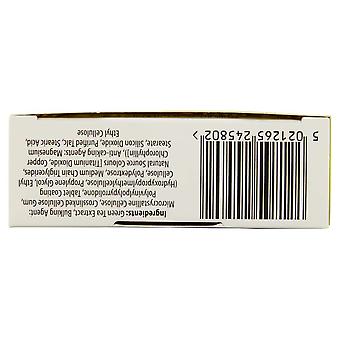 Ingredients: Green Tea Extract, Bulking Agent:
Microcrystalline Cellulose, Crosslinked Cellulose Gum,
Polyvinylpolypyrrolidone, Tablet Coating
(Hydroxypropylmethylcellulose, Propylene Glycol, Ethyl
Cellulose, Polydextrose, Medium Chain Triglycerides,
Natural Source Colours [Titanium Dioxide, Copper
Chlorophyllin]), Anti-caking Agents: Magnesium
Stearate, Silicon Dioxide, Purified Talc, Stearic Acid,
Ethyl Cellulose
5 021265 245802 >